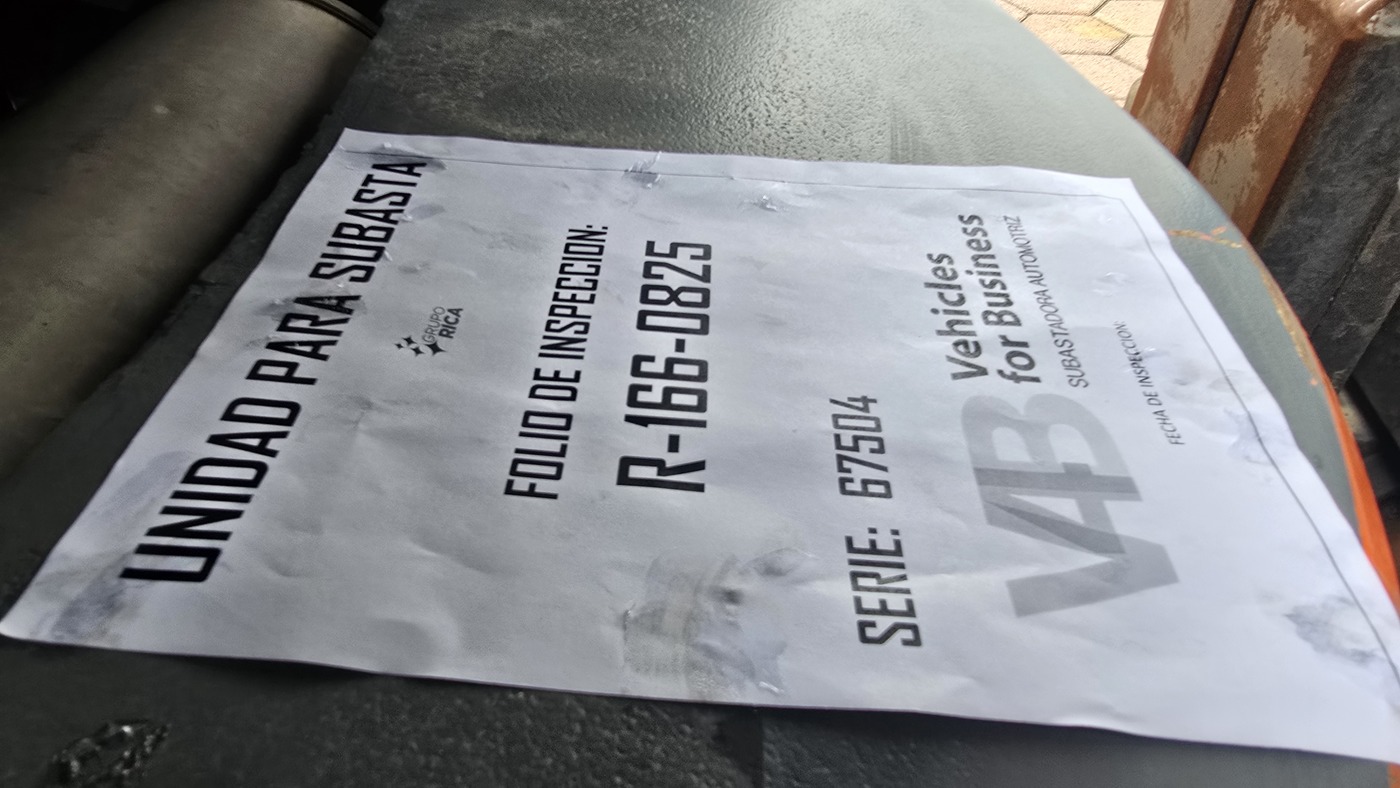 UNIDAD PARA SUBASTA
GRUPO
RICA
FOLIO DE INSPECCION:
R-166-0825
SERIE: 67504
V4B
Vehicles
for Business
SUBASTADORA AUTOMOTRIZ
FECHA DE INSPECCION: